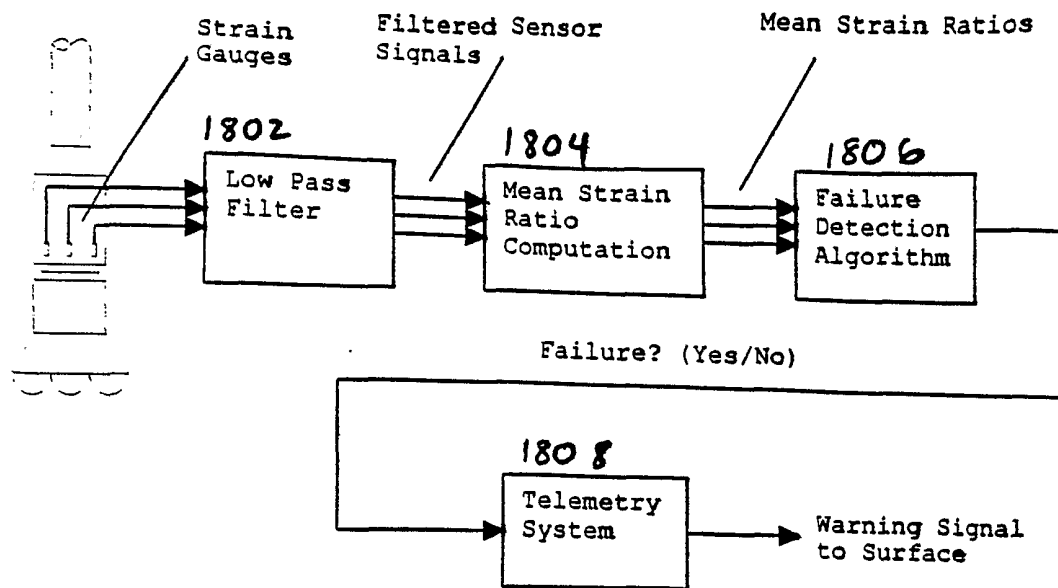 Strain
Gauges
Filtered Sensor
Signals
Mean Strain Ratios
1802
Low Pass
Filter
1804
Mean Strain
Ratio
Computation
1806
Failure
Detection
Algorithm
Failure? (Yes/No)
1808
Telemetry
System
Warning Signal
to Surface